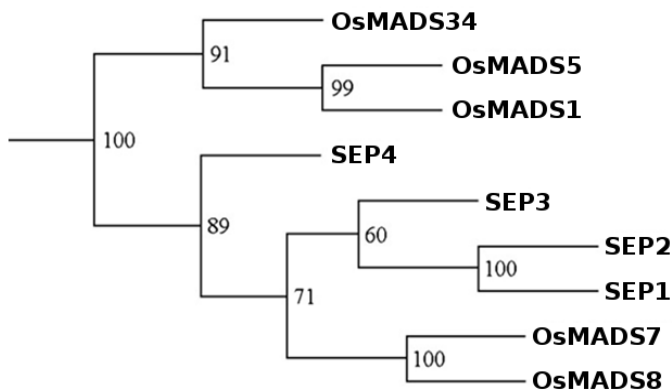 OsMADS34
91
OsMADS5
99
OsMADS1
100
SEP4
SEP3
89
60
SEP2
100
SEP1
71
OsMADS7
100
OsMADS8